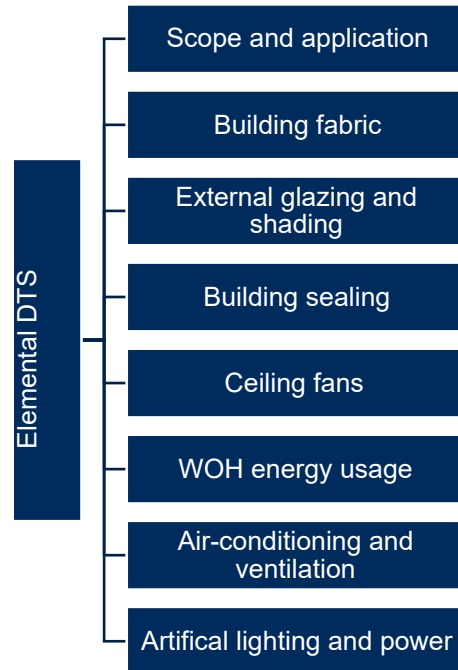 Elemental DTS
Scope and application
Building fabric
External glazing and
shading
Building sealing
Ceiling fans
WOH energy usage
Air-conditioning and
ventilation
Artifical lighting and power